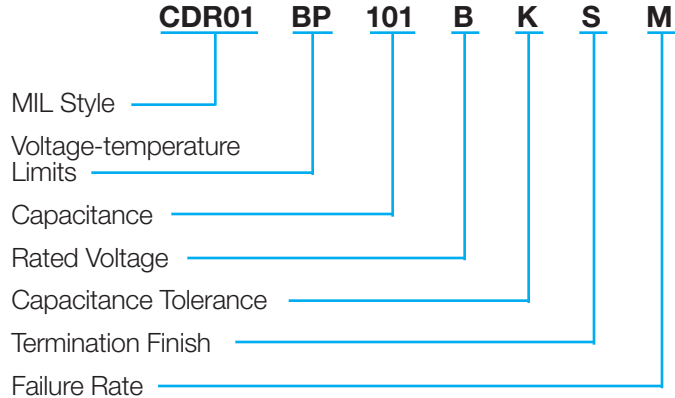 CDR01 BP 101 B K S M
MIL Style
Voltage-temperature
Limits
Capacitance
Rated Voltage
Capacitance Tolerance
Termination Finish
Failure Rate